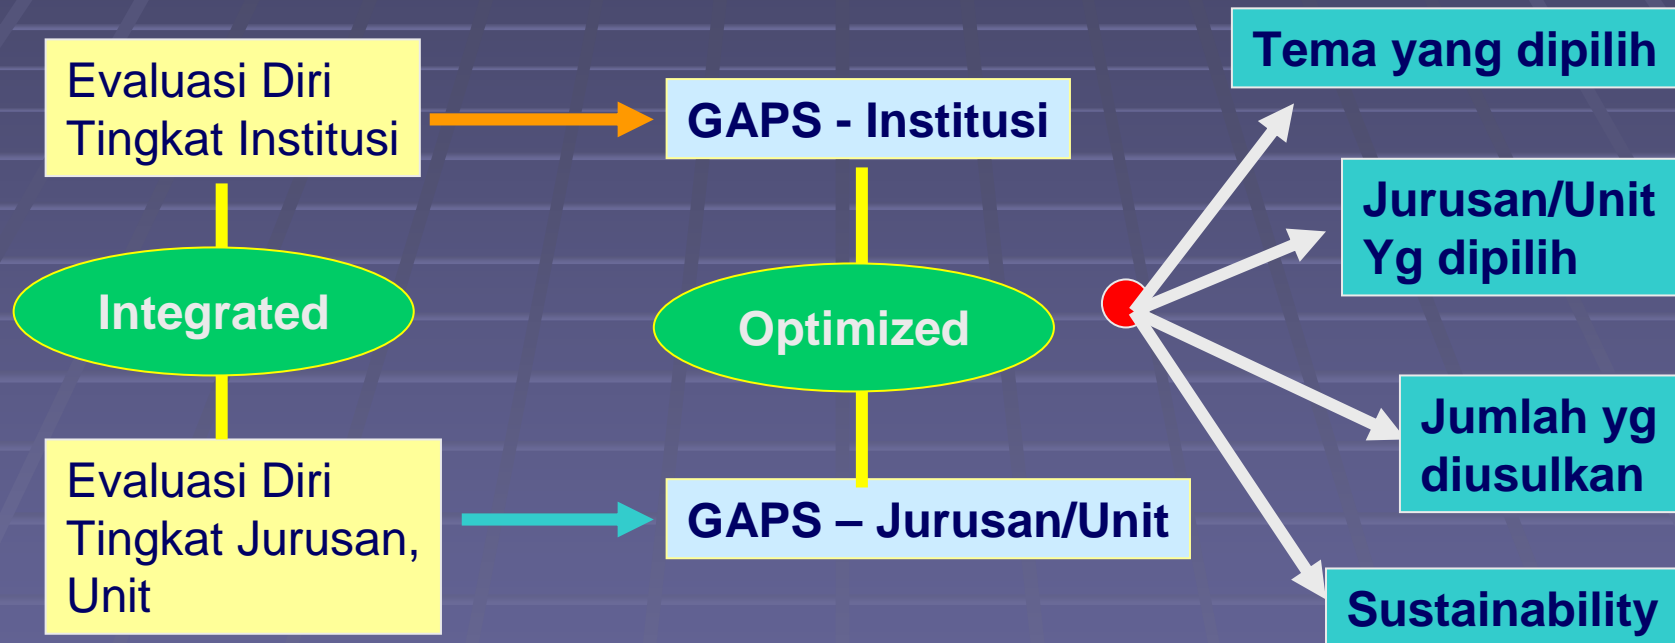 Evaluasi Diri
Tingkat Institusi
Integrated
Evaluasi Diri
Tingkat Jurusan,
Unit
GAPS - Institusi
Optimized
GAPS – Jurusan/Unit
Tema yang dipilih
Jurusan/Unit
Yg dipilih
Jumlah yg
diusulkan
Sustainability